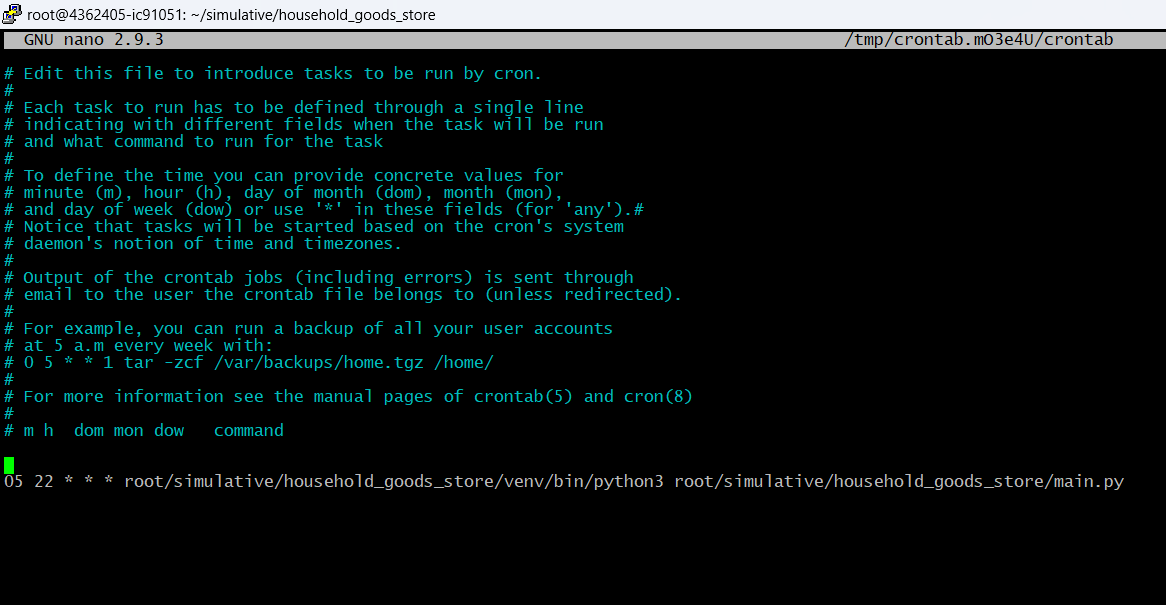 root@4362405-ic91051: ~/simulative/household_goods_store
GNU nano 2.9.3 /tmp/crontab.mO3e4U/crontab
# Edit this file to introduce tasks to be run by cron.
#
# Each task to run has to be defined through a single line
# indicating with different fields when the task will be run
# and what command to run for the task
#
# To define the time you can provide concrete values for
# minute (m), hour (h), day of month (dom), month (mon),
# and day of week (dow) or use '*' in these fields (for 'any').#
# Notice that tasks will be started based on the cron's system
# daemon's notion of time and timezones.
#
# Output of the crontab jobs (including errors) is sent through
# email to the user the crontab file belongs to (unless redirected).
#
# For example, you can run a backup of all your user accounts
# at 5 a.m every week with:
# 0 5 * * 1 tar -zcf /var/backups/home.tgz /home/
#
# For more information see the manual pages of crontab(5) and cron(8)
#
# m h  dom mon dow   command
05 22 * * * root/simulative/household_goods_store/venv/bin/python3 root/simulative/household_goods_store/main.py